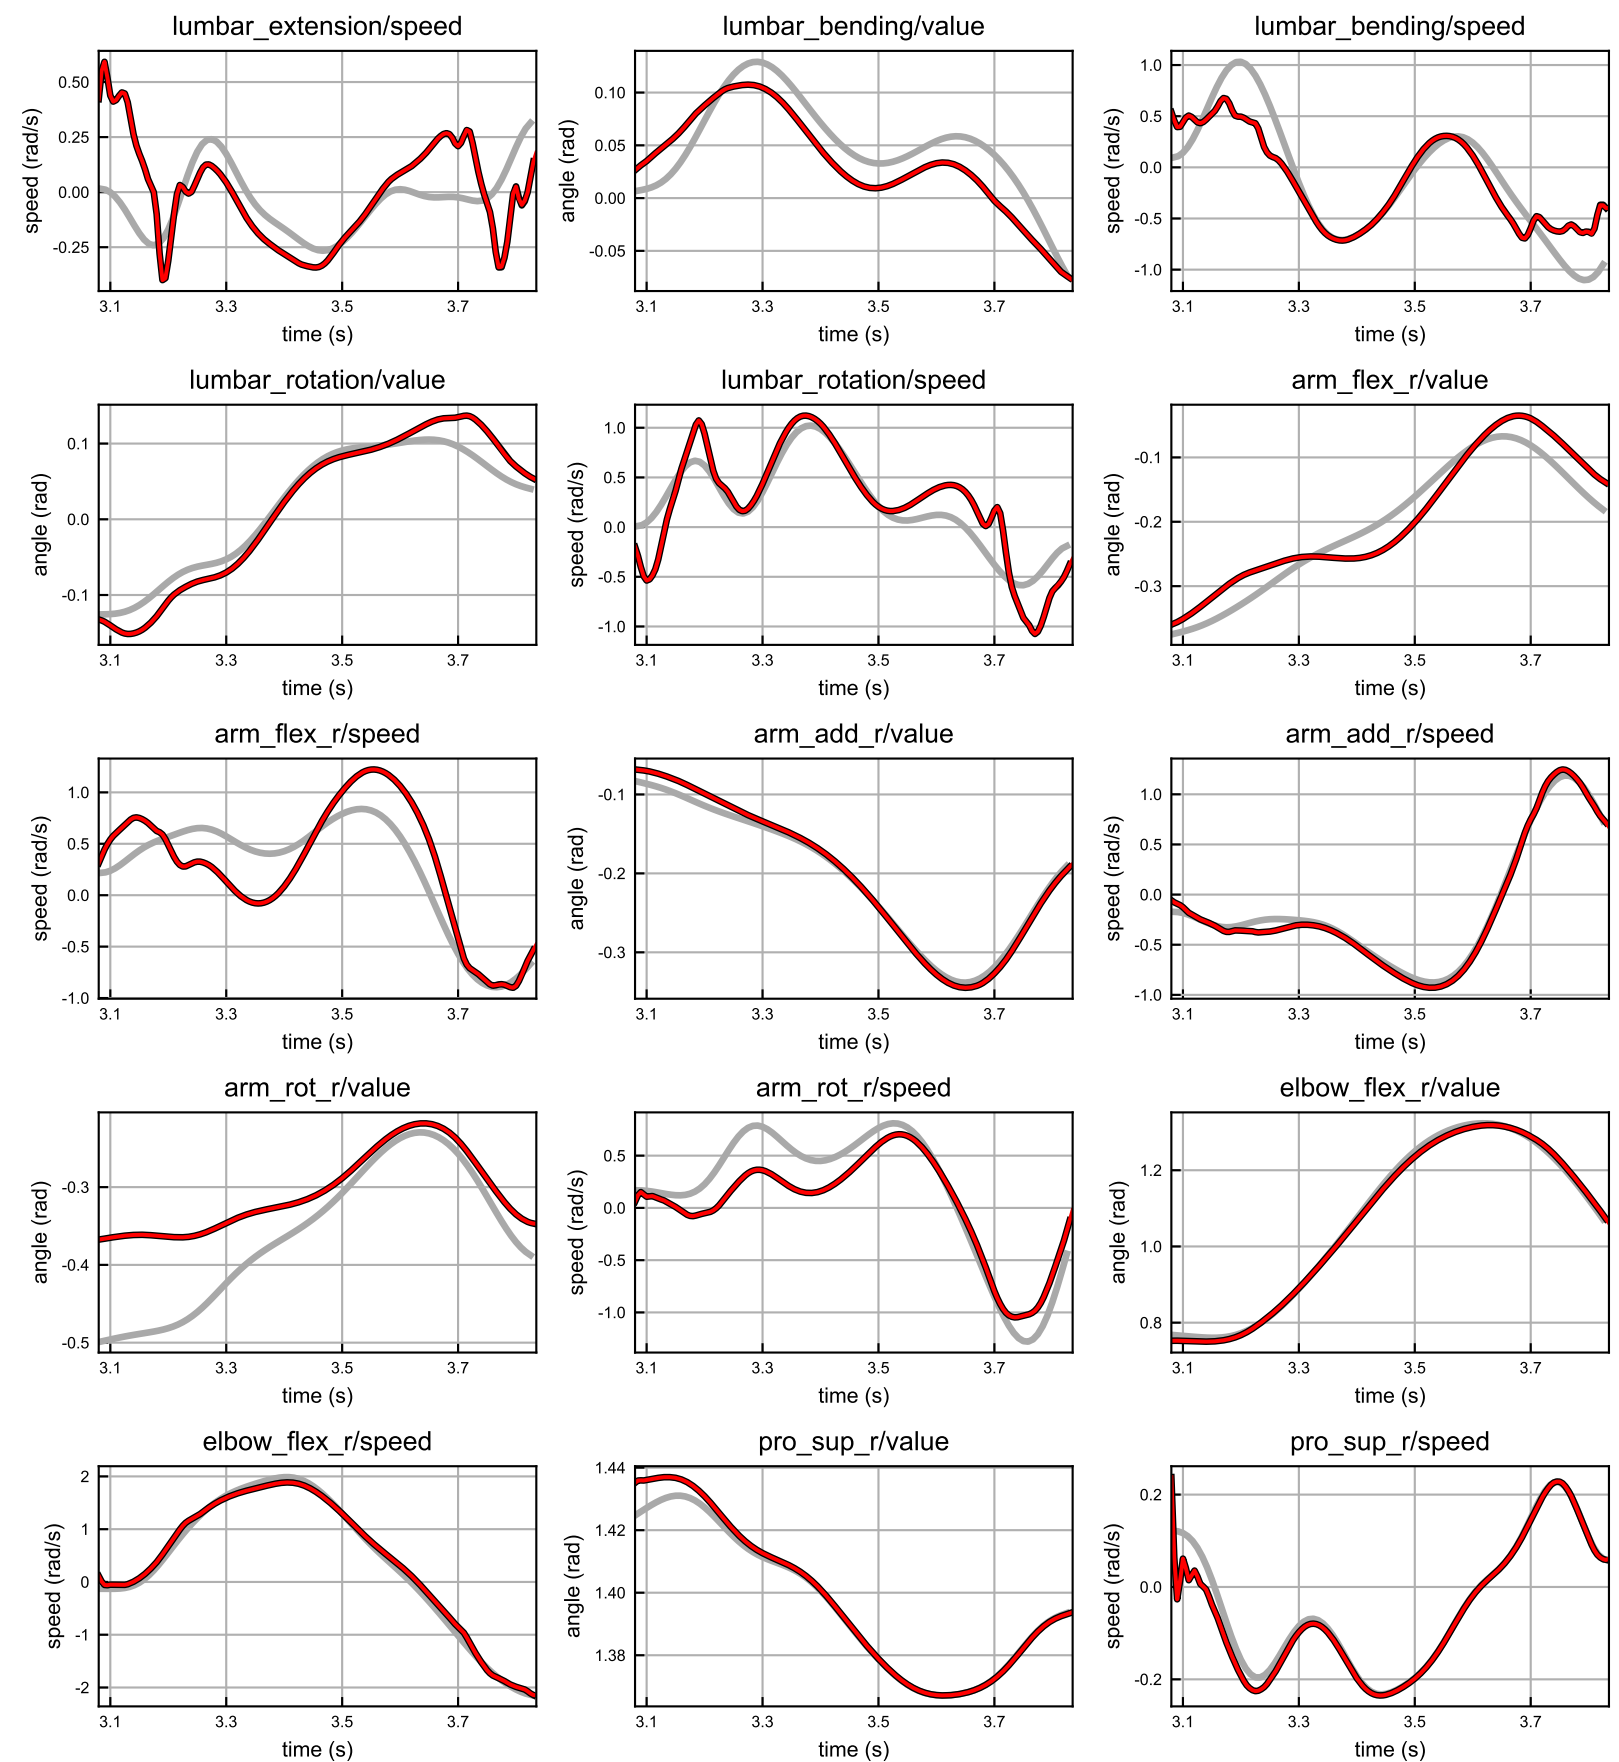 lumbar_extension/speed
speed (rad/s)
0.50
0.25
0.00
-0.25
3.1 3.3 3.5 3.7
time (s)
lumbar_bending/value
angle (rad)
0.10
0.05
0.00
-0.05
3.1 3.3 3.5 3.7
time (s)
lumbar_bending/speed
speed (rad/s)
1.0
0.5
0.0
-0.5
-1.0
3.1 3.3 3.5 3.7
time (s)
lumbar_rotation/value
angle (rad)
0.1
0.0
-0.1
3.1 3.3 3.5 3.7
time (s)
lumbar_rotation/speed
speed (rad/s)
1.0
0.5
0.0
-0.5
-1.0
3.1 3.3 3.5 3.7
time (s)
arm_flex_r/value
angle (rad)
-0.1
-0.2
-0.3
3.1 3.3 3.5 3.7
time (s)
arm_flex_r/speed
speed (rad/s)
1.0
0.5
0.0
-0.5
-1.0
3.1 3.3 3.5 3.7
time (s)
arm_add_r/value
angle (rad)
-0.1
-0.2
-0.3
3.1 3.3 3.5 3.7
time (s)
arm_add_r/speed
speed (rad/s)
1.0
0.5
0.0
-0.5
-1.0
3.1 3.3 3.5 3.7
time (s)
arm_rot_r/value
angle (rad)
-0.3
-0.4
-0.5
3.1 3.3 3.5 3.7
time (s)
arm_rot_r/speed
speed (rad/s)
0.5
0.0
-0.5
-1.0
3.1 3.3 3.5 3.7
time (s)
elbow_flex_r/value
angle (rad)
1.2
1.0
0.8
3.1 3.3 3.5 3.7
time (s)
elbow_flex_r/speed
speed (rad/s)
2
1
0
-1
-2
3.1 3.3 3.5 3.7
time (s)
pro_sup_r/value
angle (rad)
1.44
1.42
1.40
1.38
3.1 3.3 3.5 3.7
time (s)
pro_sup_r/speed
speed (rad/s)
0.2
0.0
-0.2
3.1 3.3 3.5 3.7
time (s)